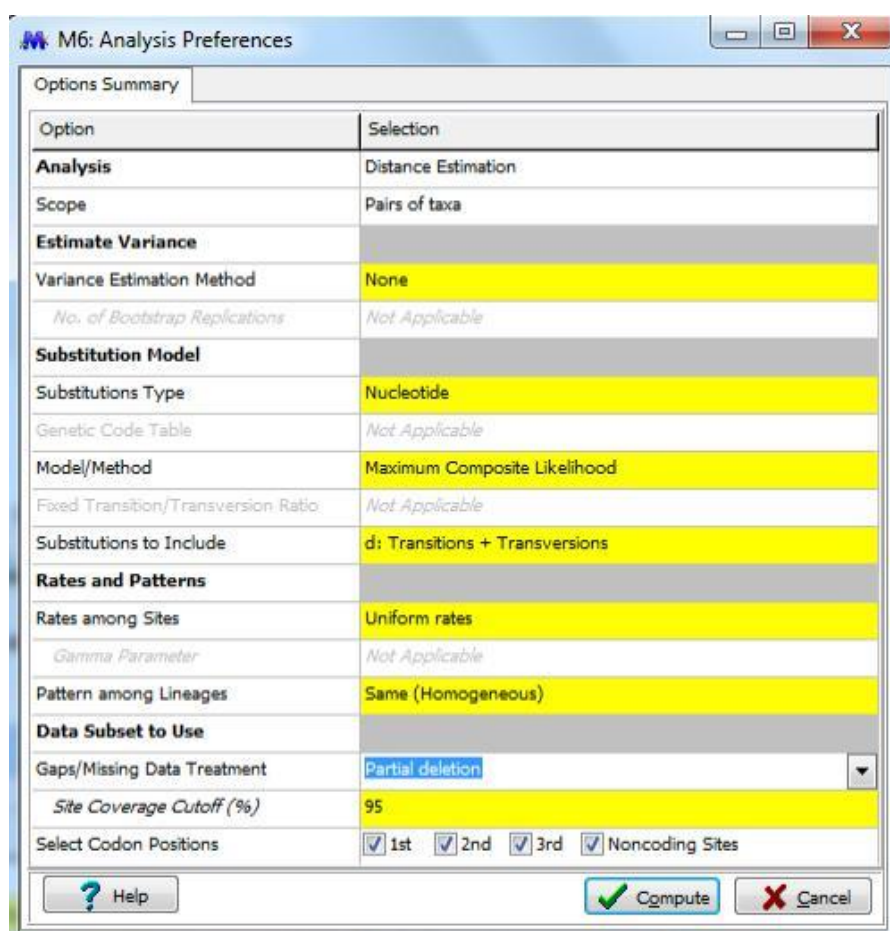 M6: Analysis Preferences
Options Summary
Option Selection
Analysis Distance Estimation
Scope Pairs of taxa
Estimate Variance
Variance Estimation Method None
No. of Bootstrap Replications Not Applicable
Substitution Model
Substitutions Type Nucleotide
Genetic Code Table Not Applicable
Model/Method Maximum Composite Likelihood
Fixed Transition/Transversion Ratio Not Applicable
Substitutions to Include d: Transitions + Transversions
Rates and Patterns
Rates among Sites Uniform rates
Gamma Parameter Not Applicable
Pattern among Lineages Same (Homogeneous)
Data Subset to Use
Gaps/Missing Data Treatment Partial deletion
Site Coverage Cutoff (%) 95
Select Codon Positions 1st 2nd 3rd Noncoding Sites
? Help Compute Cancel